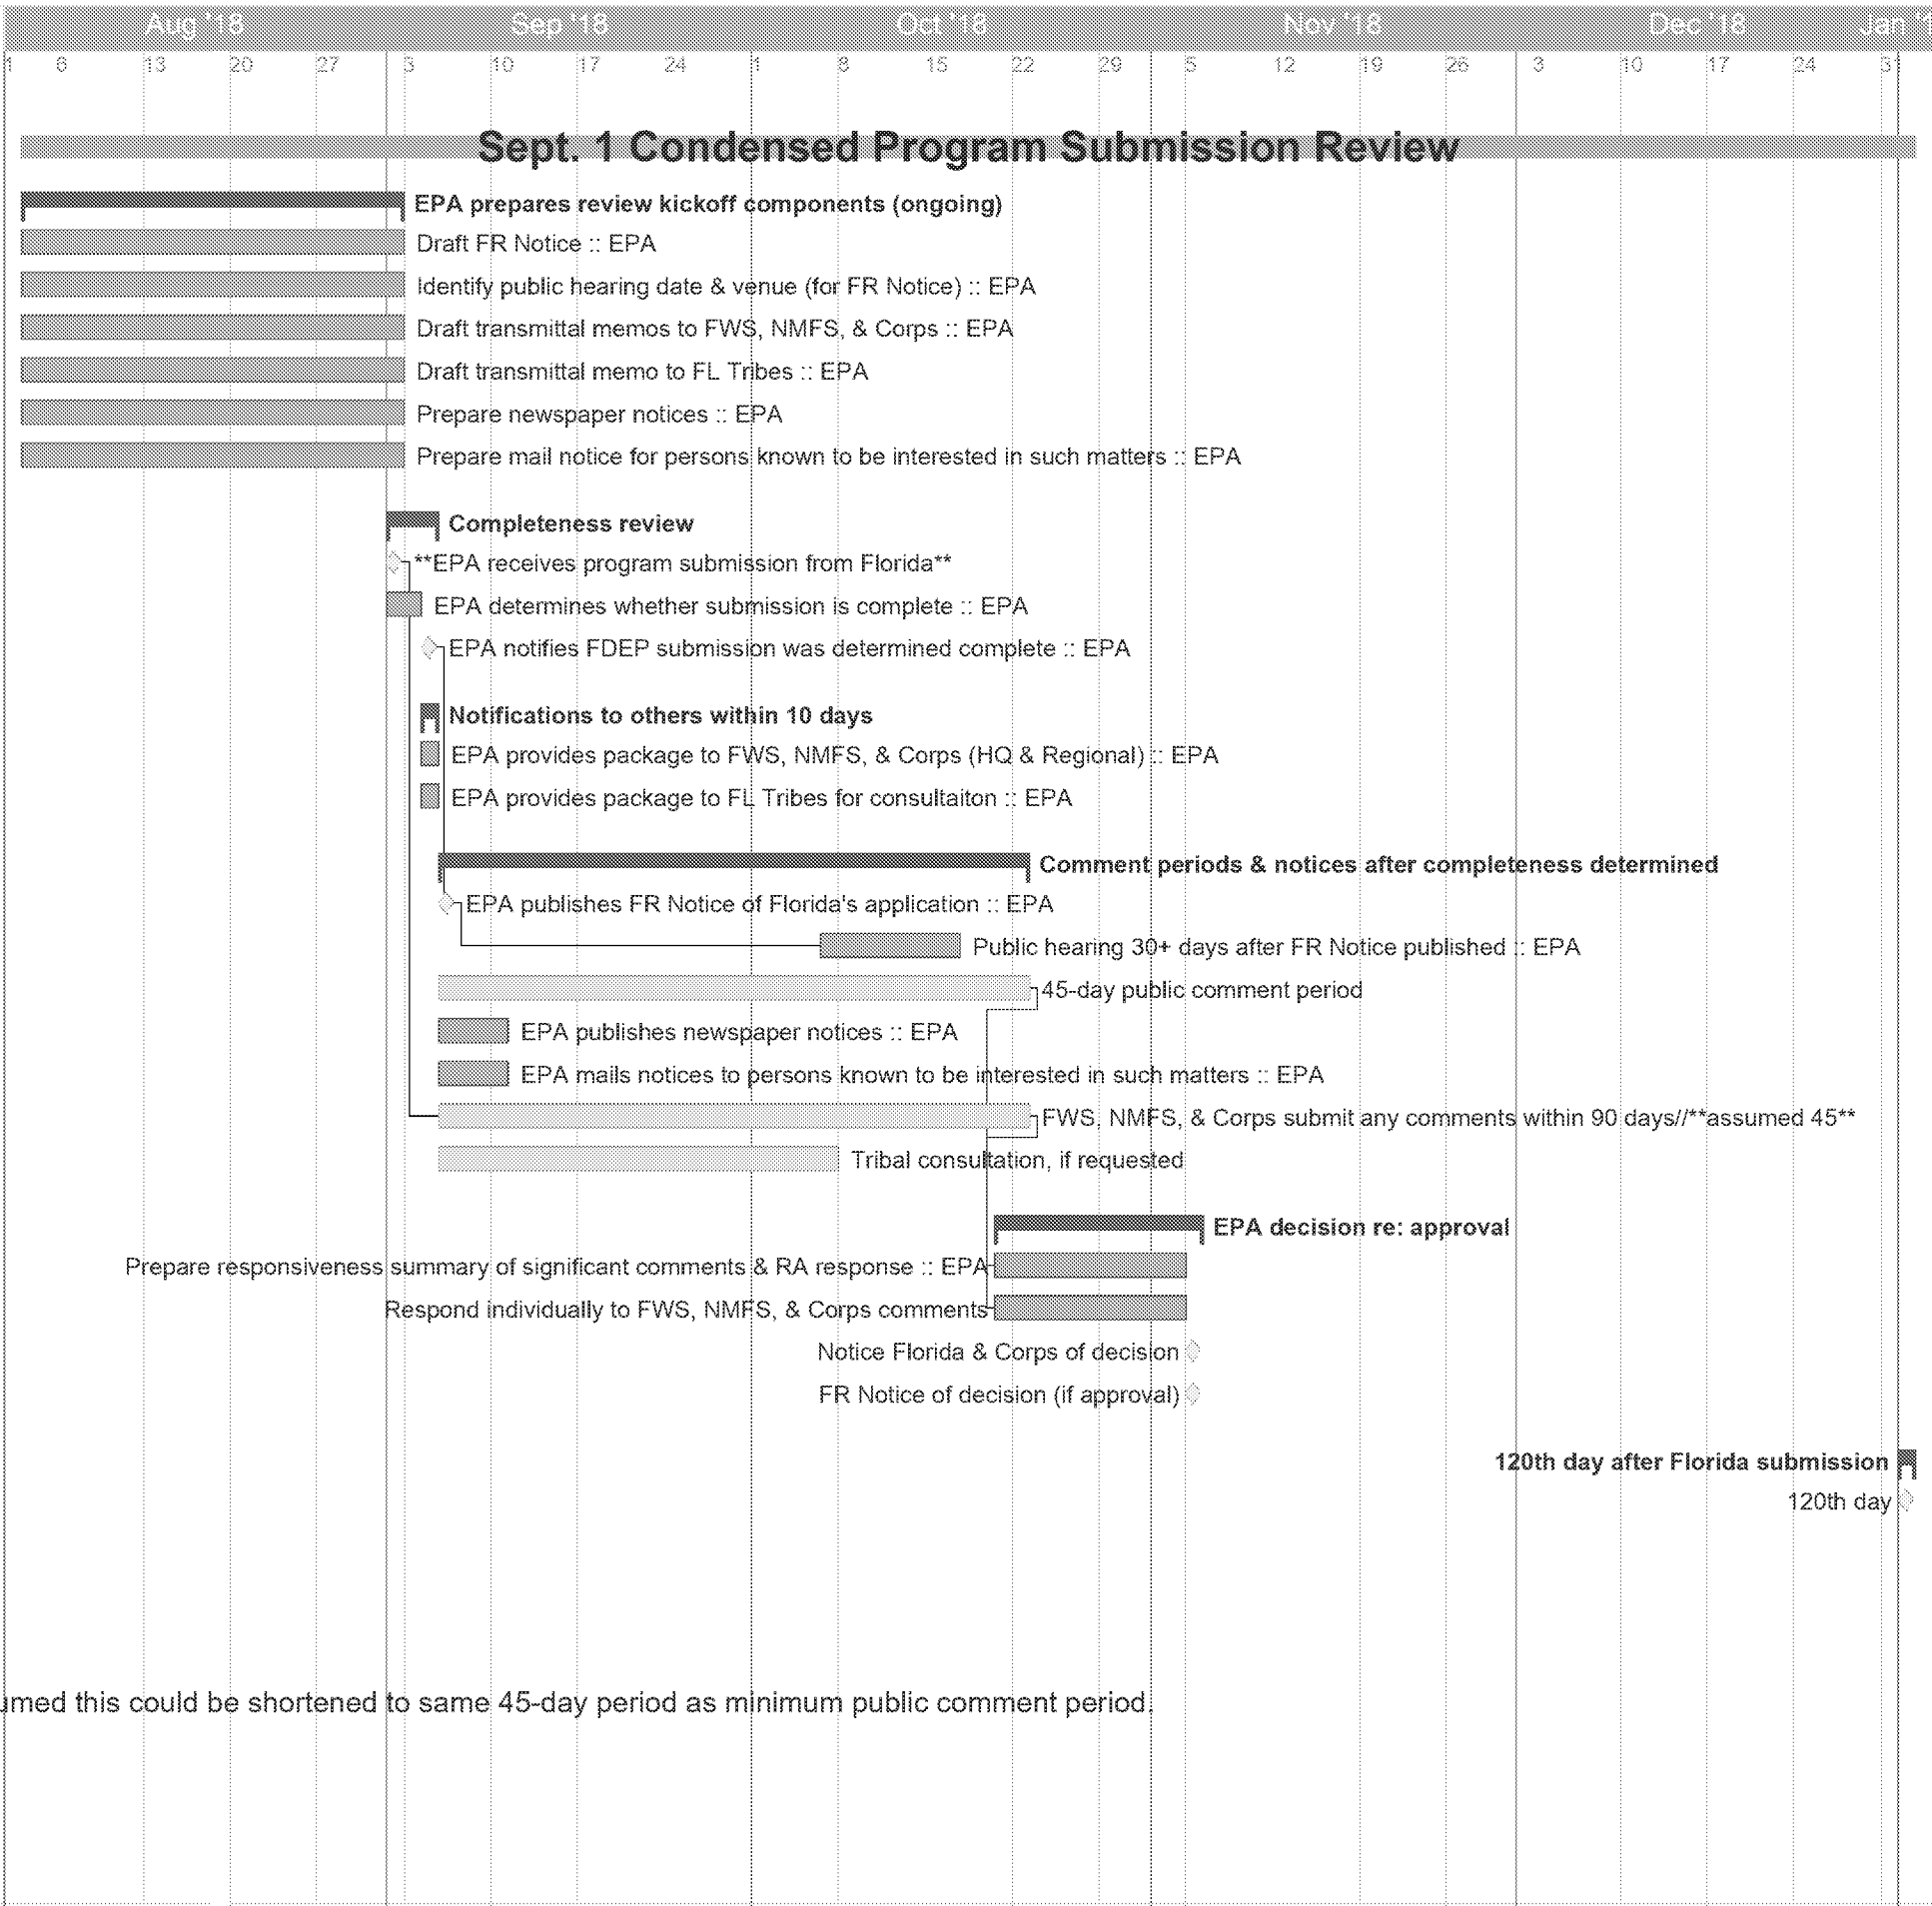 Aug '18 Sep '18 Oct '18 Nov '18 Dec '18 Jan '1
1 6 13 20 27 3 10 17 24 1 8 15 22 29 5 12 19 26 3 10 17 24 31
Sept. 1 Condensed Program Submission Review
EPA prepares review kickoff components (ongoing)
Draft FR Notice :: EPA
Identify public hearing date & venue (for FR Notice) :: EPA
Draft transmittal memos to FWS, NMFS, & Corps :: EPA
Draft transmittal memo to FL Tribes :: EPA
Prepare newspaper notices :: EPA
Prepare mail notice for persons known to be interested in such matters :: EPA
Completeness review
**EPA receives program submission from Florida**
EPA determines whether submission is complete :: EPA
EPA notifies FDEP submission was determined complete :: EPA
Notifications to others within 10 days
EPA provides package to FWS, NMFS, & Corps (HQ & Regional) :: EPA
EPA provides package to FL Tribes for consultaiton :: EPA
Comment periods & notices after completeness determined
EPA publishes FR Notice of Florida's application :: EPA
Public hearing 30+ days after FR Notice published :: EPA
45-day public comment period
EPA publishes newspaper notices :: EPA
EPA mails notices to persons known to be interested in such matters :: EPA
FWS, NMFS, & Corps submit any comments within 90 days//**assumed 45**
Tribal consultation, if requested
EPA decision re: approval
Prepare responsiveness summary of significant comments & RA response :: EPA
Respond individually to FWS, NMFS, & Corps comments
Notice Florida & Corps of decision
FR Notice of decision (if approval)
120th day after Florida submission
120th day
umed this could be shortened to same 45-day period as minimum public comment period.